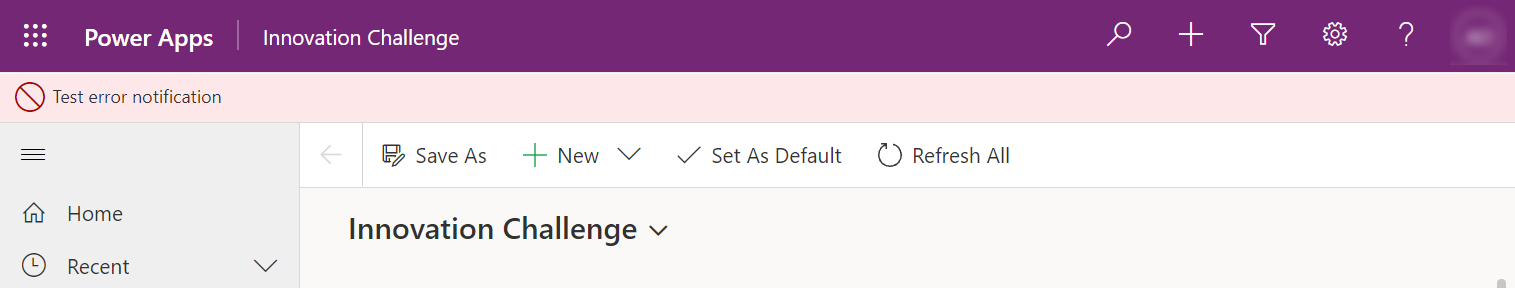 Power Apps Innovation Challenge
Test error notification
Save As New Set As Default Refresh All
Home
Innovation Challenge
Recent